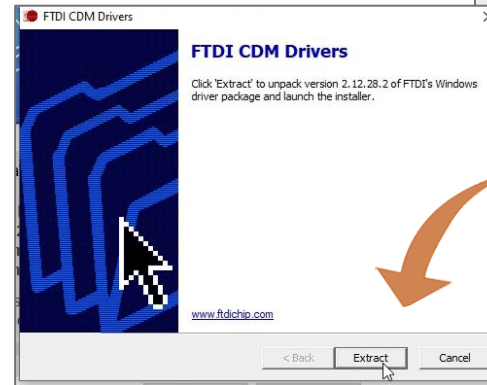 FTDI CDM Drivers
FTDI CDM Drivers
Click 'Extract' to unpack version 2.12.28.2 of FTDI's Windows
driver package and launch the installer.
www.ftdichip.com
< Back
Extract
Cancel